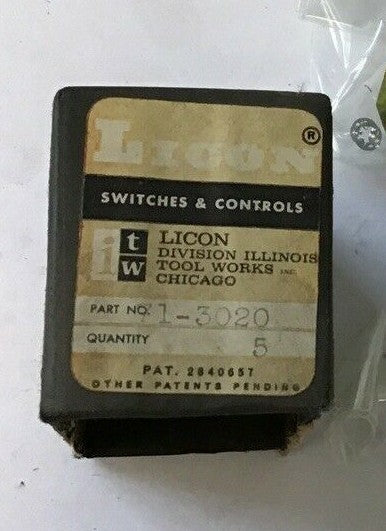 LICON ®
SWITCHES & CONTROLS
itw
LICON
DIVISION ILLINOIS
TOOL WORKS INC.
CHICAGO
PART NO. 1-3020
QUANTITY 5
PAT. 2840657
OTHER PATENTS PENDING